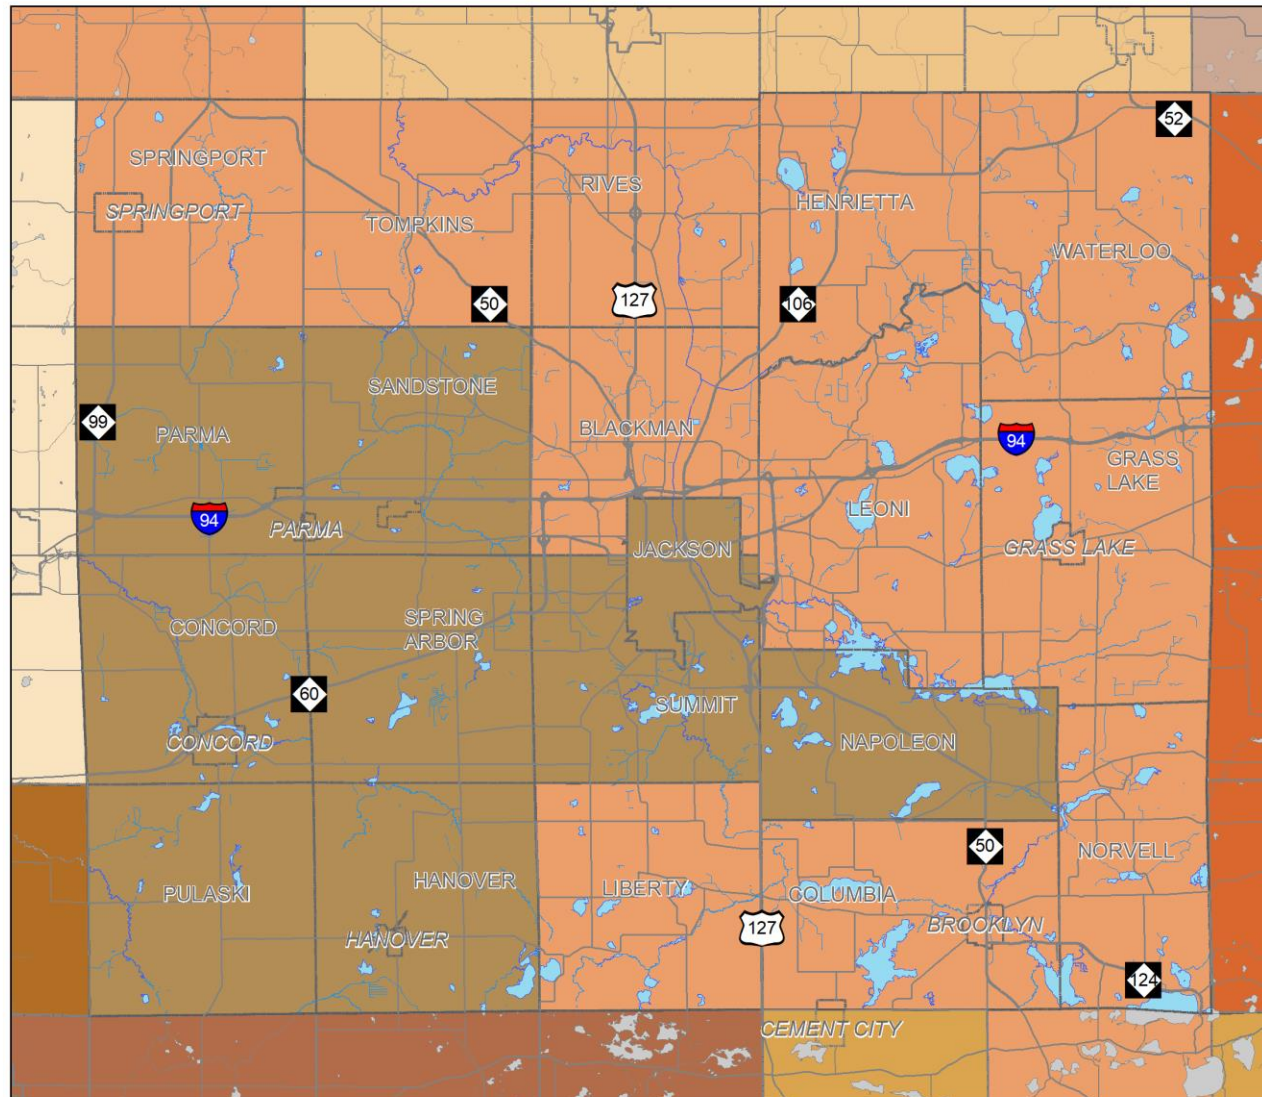 52
SPRINGPORT
RIVES
HENRIETTA
SPRINGPORT
TOMPKINS
WATERLOO
50
127
106
SANDSTONE
99
PARMA
BLACKMAN
94
GRASS
LAKE
LEONI
94
PARMA
JACKSON
GRASS LAKE
CONCORD
SPRING
ARBOR
60
SUMMIT
CONCORD
NAPOLEON
50
NORVELL
PULASKI
HANOVER
LIBERTY
COLUMBIA
HANOVER
127
BROOKLYN
124
CEMENT CITY